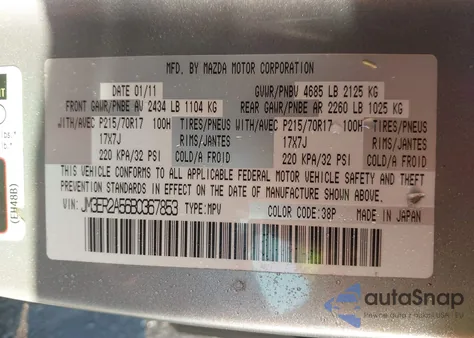 MFD. BY MAZDA MOTOR CORPORATION
DATE 01/11 GVWR/PNBV 4685 LB 2125 KG
FRONT GAWR/PNBE AV 2434 LB 1104 KG REAR GAWR/PNBE AR 2260 LB 1025 KG
WITH/AVEC P215/70R17 100H TIRES/PNEUS WITH/AVEC P215/70R17 100H TIRES/PNEUS
17X7J RIMS/JANTES 17X7J RIMS/JANTES
220 KPA/32 PSI COLD/A FROID 220 KPA/32 PSI COLD/A FROID
THIS VEHICLE CONFORMS TO ALL APPLICABLE FEDERAL MOTOR VEHICLE SAFETY AND THEFT
PREVENTION STANDARDS IN EFFECT ON THE DATE OF MANUFACTURE SHOWN ABOVE.
VIN: JM3ER2A56B0367853 TYPE:MPV COLOR CODE:38P MADE IN JAPAN
(EH48B)
autoSnap